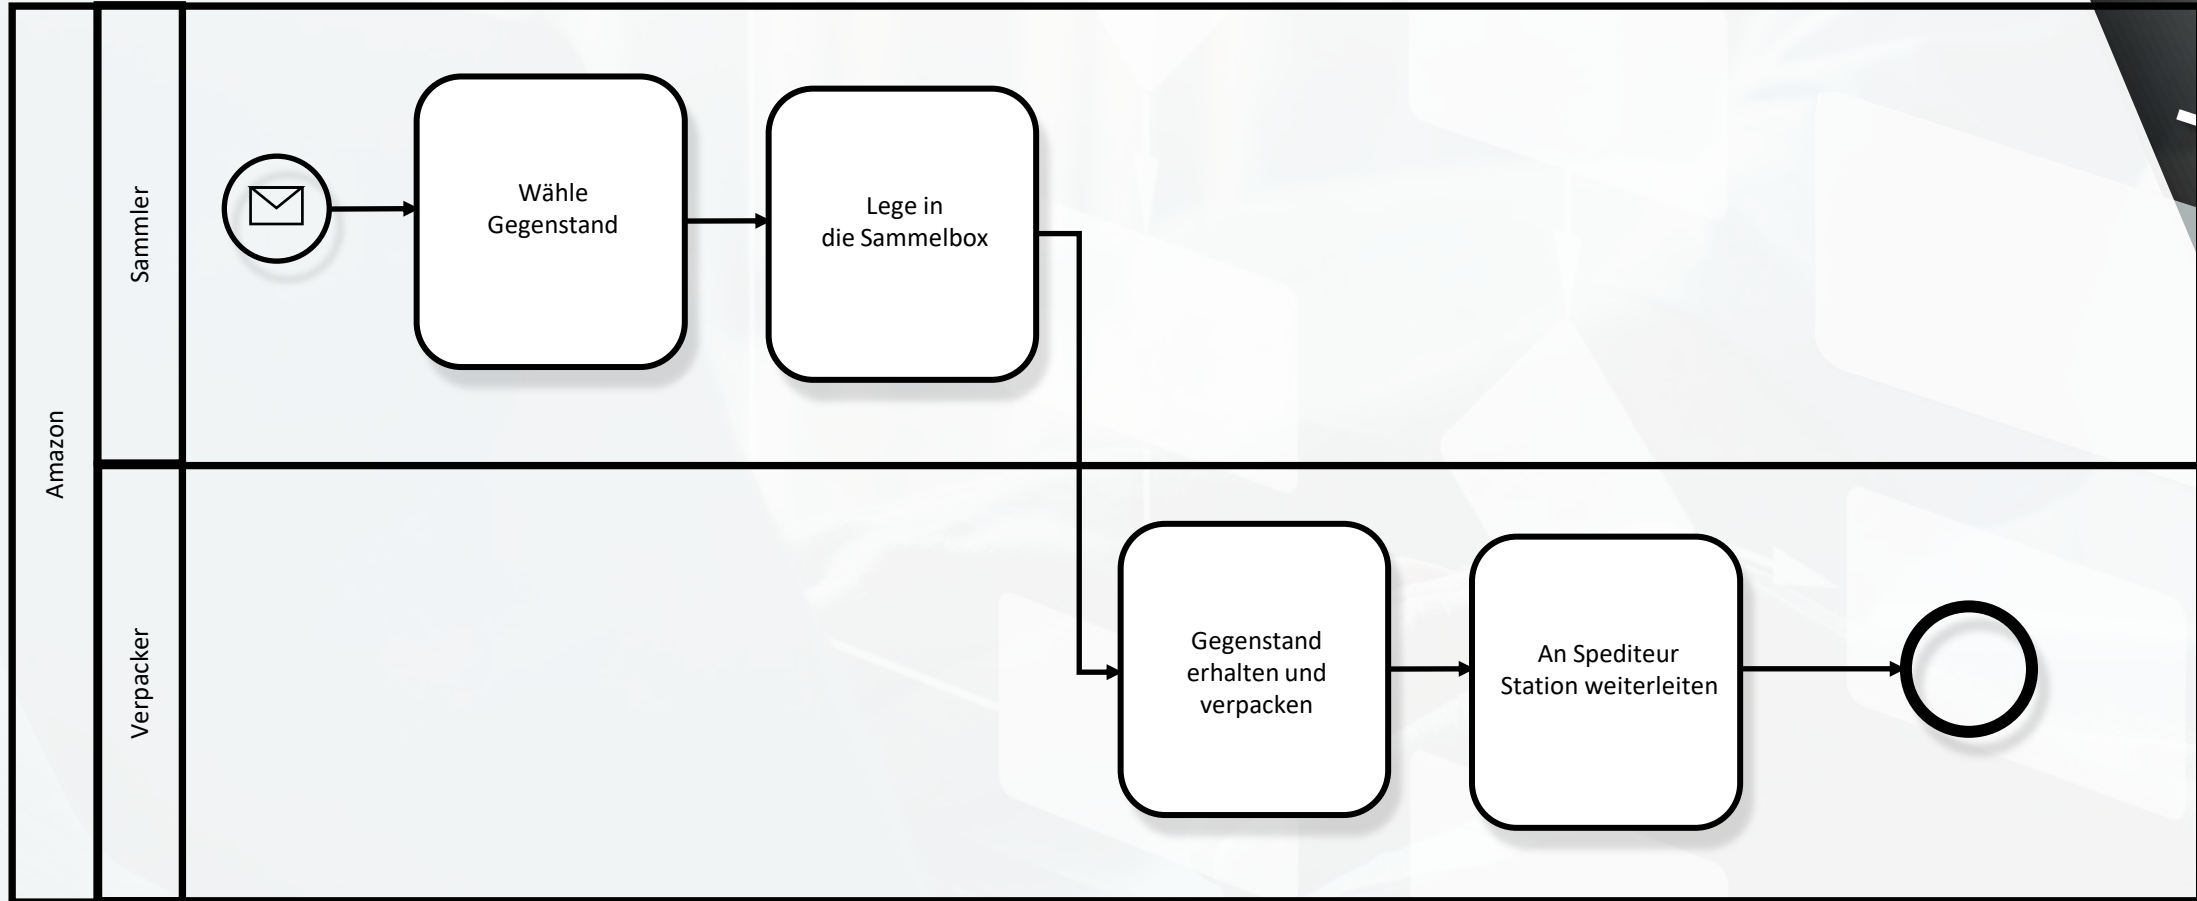 Amazon
Sammler
Wähle
Gegenstand
Lege in
die Sammelbox
Verpacker
Gegenstand
erhalten und
verpacken
An Spediteur
Station weiterleiten